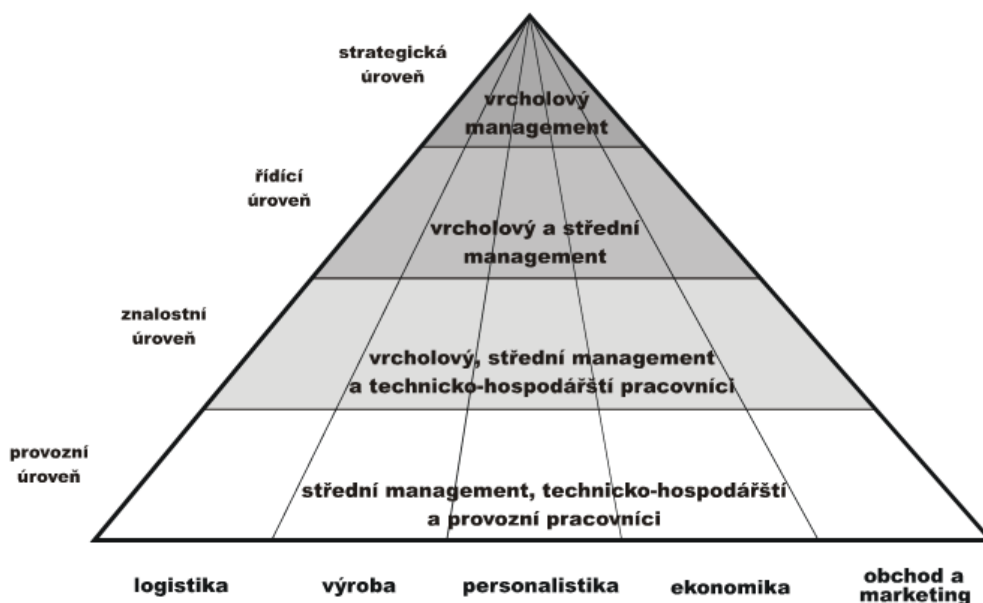 strategická
úroveň
vrcholový
management
řídící
úroveň
vrcholový a střední
management
znalostní
úroveň
vrcholový, střední management
a technicko-hospodářští pracovníci
provozní
úroveň
střední management, technicko-hospodářští
a provozní pracovníci
logistika
výroba
personalistika
ekonomika
obchod a
marketing